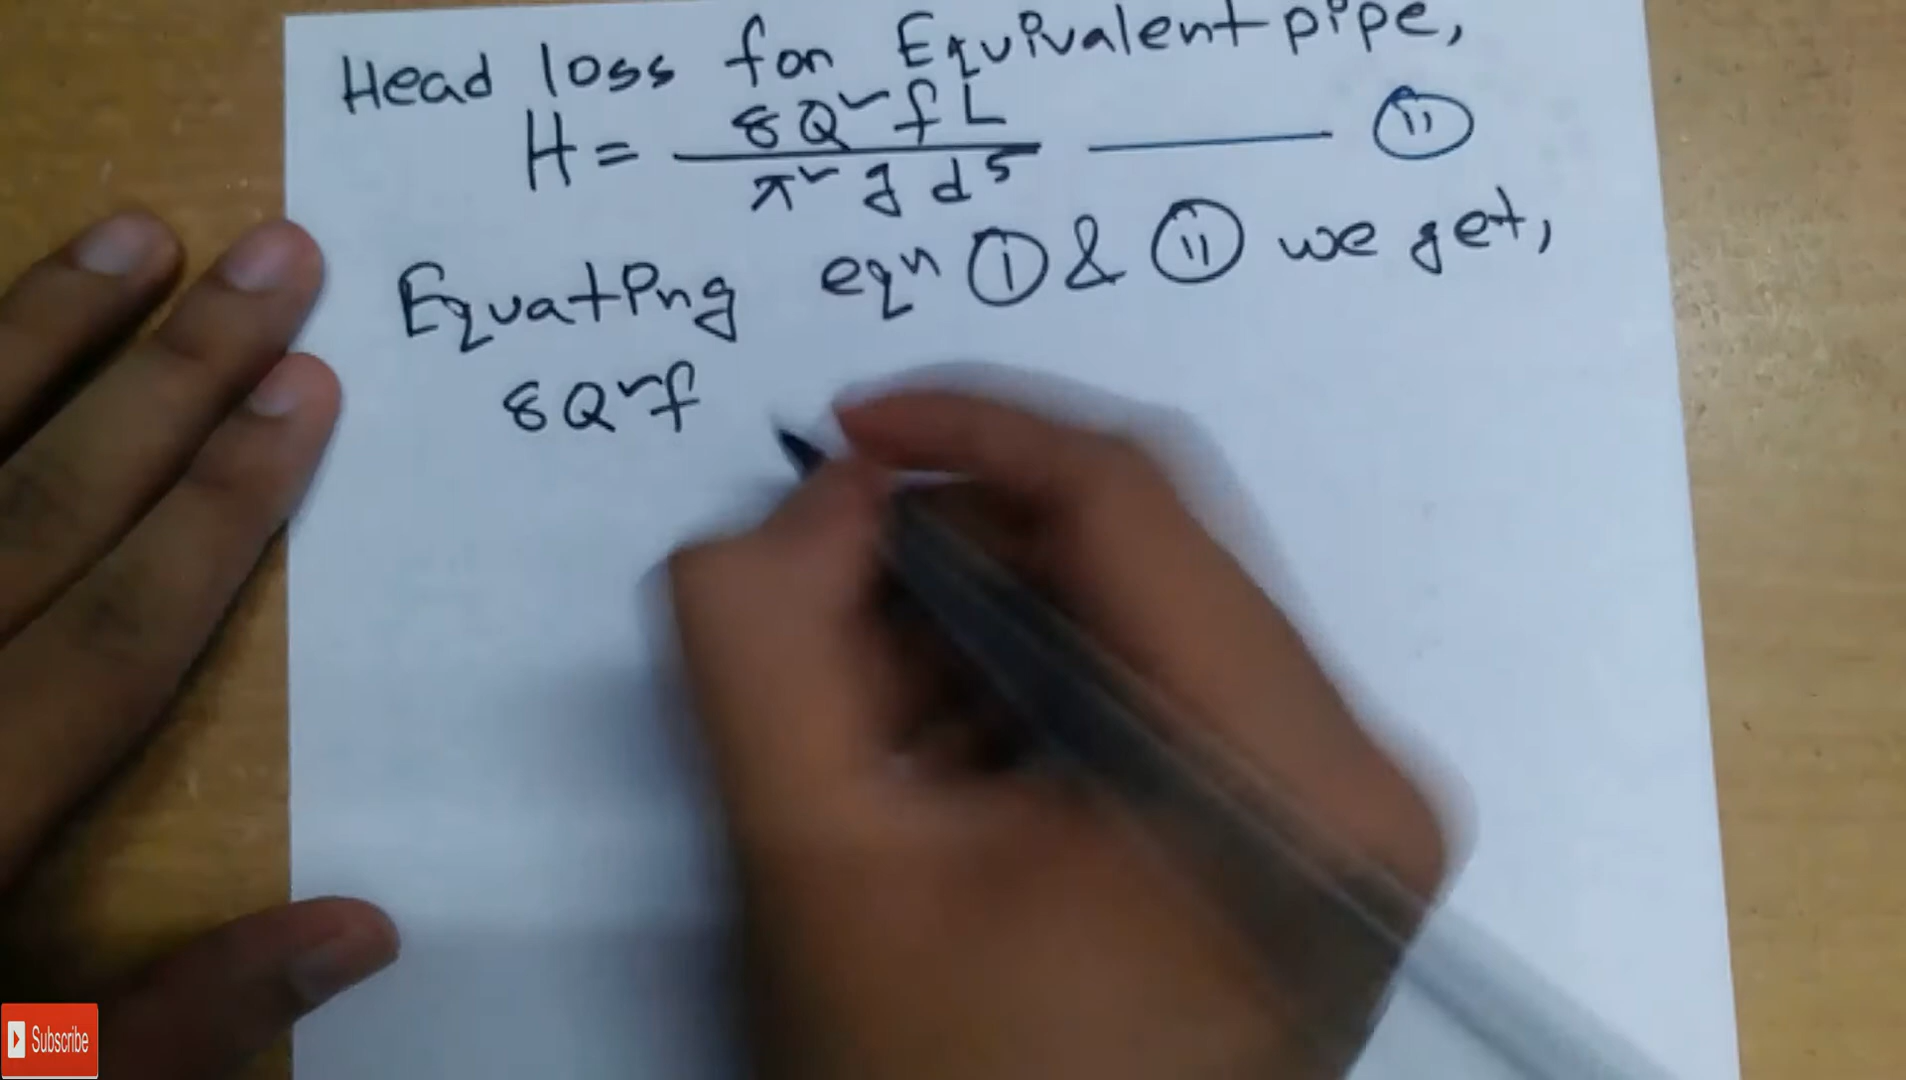 Head loss for Equivalent pipe,
H = 8Q²fL / π²gd⁵ ——— (ii)
Equating eqn (i) & (ii) we get,
8Q²f
Subscribe